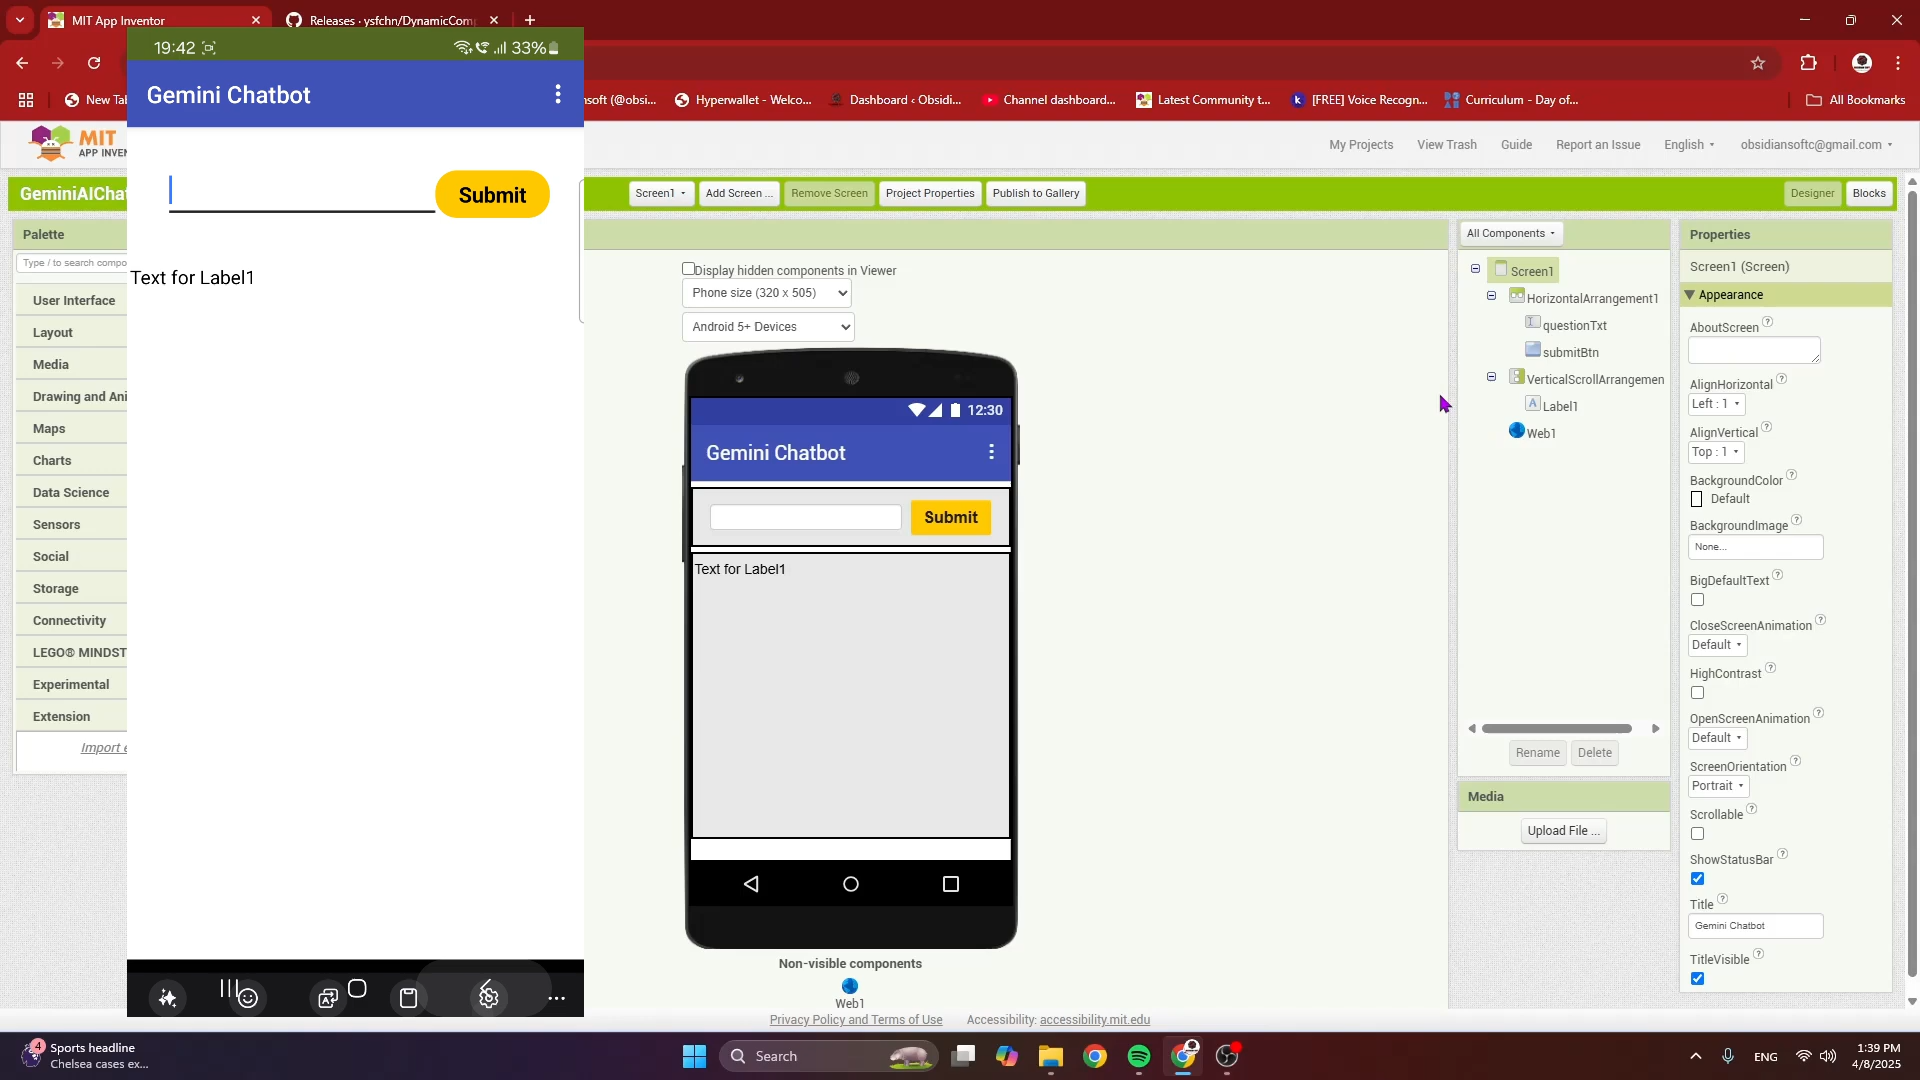 MIT App Inventor
Releases · ysfchn/DynamicCom
19:42
33%
Gemini Chatbot
Submit
Text for Label1
New Tab
nsoft (@obsi...
Hyperwallet - Welco...
Dashboard ‹ Obsidi...
Channel dashboard...
Latest Community t...
[FREE] Voice Recogn...
Curriculum - Day of...
All Bookmarks
MIT
APP INVEN
My Projects
View Trash
Guide
Report an Issue
English
obsidiansoftc@gmail.com
GeminiAIChat
Screen1
Add Screen ...
Remove Screen
Project Properties
Publish to Gallery
Designer
Blocks
Palette
Type / to search compo
User Interface
Layout
Media
Drawing and Ani
Maps
Charts
Data Science
Sensors
Social
Storage
Connectivity
LEGO® MINDST
Experimental
Extension
Import e
Display hidden components in Viewer
Phone size (320 x 505)
Android 5+ Devices
12:30
Gemini Chatbot
Submit
Text for Label1
Non-visible components
Web1
Privacy Policy and Terms of Use
Accessibility: accessibility.mit.edu
All Components
Screen1
HorizontalArrangement1
questionTxt
submitBtn
VerticalScrollArrangemen
Label1
Web1
Rename
Delete
Media
Upload File ...
Properties
Screen1 (Screen)
Appearance
AboutScreen
AlignHorizontal
Left : 1
AlignVertical
Top : 1
BackgroundColor
Default
BackgroundImage
None...
BigDefaultText
CloseScreenAnimation
Default
HighContrast
OpenScreenAnimation
Default
ScreenOrientation
Portrait
Scrollable
ShowStatusBar
Title
Gemini Chatbot
TitleVisible
4
Sports headline
Chelsea cases ex...
Search
ENG
1:39 PM
4/8/2025